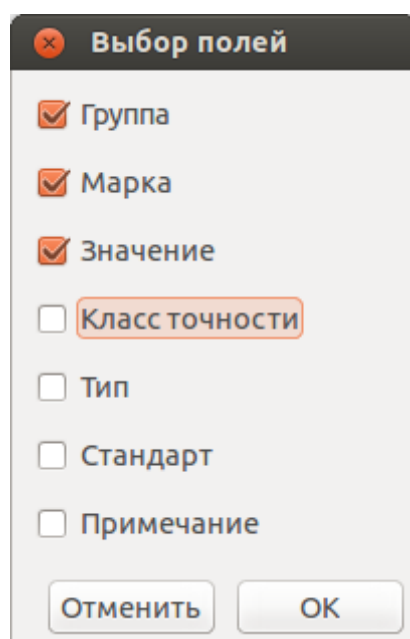 Выбор полей
Группа
Марка
Значение
Класс точности
Тип
Стандарт
Примечание
Отменить OK